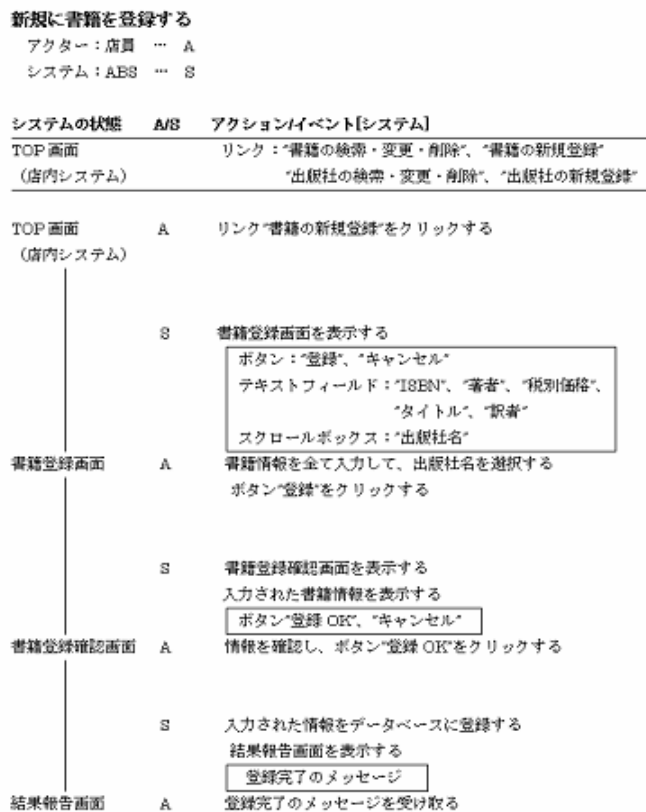 新規に書籍を登録する
アクター：店員 … A
システム：ABS … S
システムの状態 A/S アクション/イベント[システム]
TOP 画面 リンク：“書籍の検索・変更・削除”、“書籍の新規登録”
（店内システム） “出版社の検索・変更・削除”、“出版社の新規登録”
TOP 画面 A リンク“書籍の新規登録”をクリックする
（店内システム）
S 書籍登録画面を表示する
ボタン：“登録”、“キャンセル”
テキストフィールド：“ISBN”、“著者”、“税別価格”、
“タイトル”、“訳者”
スクロールボックス：“出版社名”
書籍登録画面 A 書籍情報を全て入力して、出版社名を選択する
ボタン“登録”をクリックする
S 書籍登録確認画面を表示する
入力された書籍情報を表示する
ボタン“登録 OK”、“キャンセル”
書籍登録確認画面 A 情報を確認し、ボタン“登録 OK”をクリックする
S 入力された情報をデータベースに登録する
結果報告画面を表示する
登録完了のメッセージ
結果報告画面 A 登録完了のメッセージを受け取る